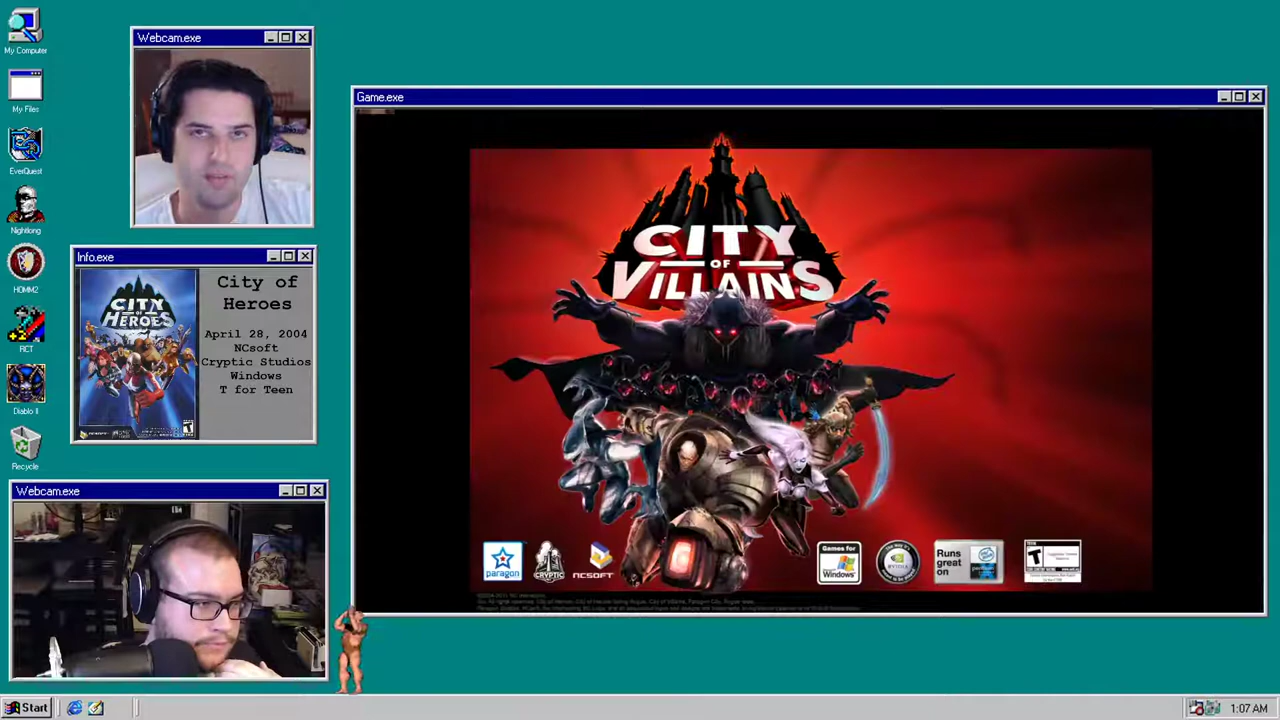 My Computer
My Files
EverQuest
Nightlong
HOMM2
RCT
Diablo II
Recycle
Webcam.exe
Info.exe
CITY
OF
HEROES
City of
Heroes
April 28, 2004
NCsoft
Cryptic Studios
Windows
T for Teen
Webcam.exe
Game.exe
CITY
OF
VILLAINS
paragon
CRYPTIC
NCSOFT
Games for
Windows
NVIDIA
Runs
great
on
T
Start
1:07 AM